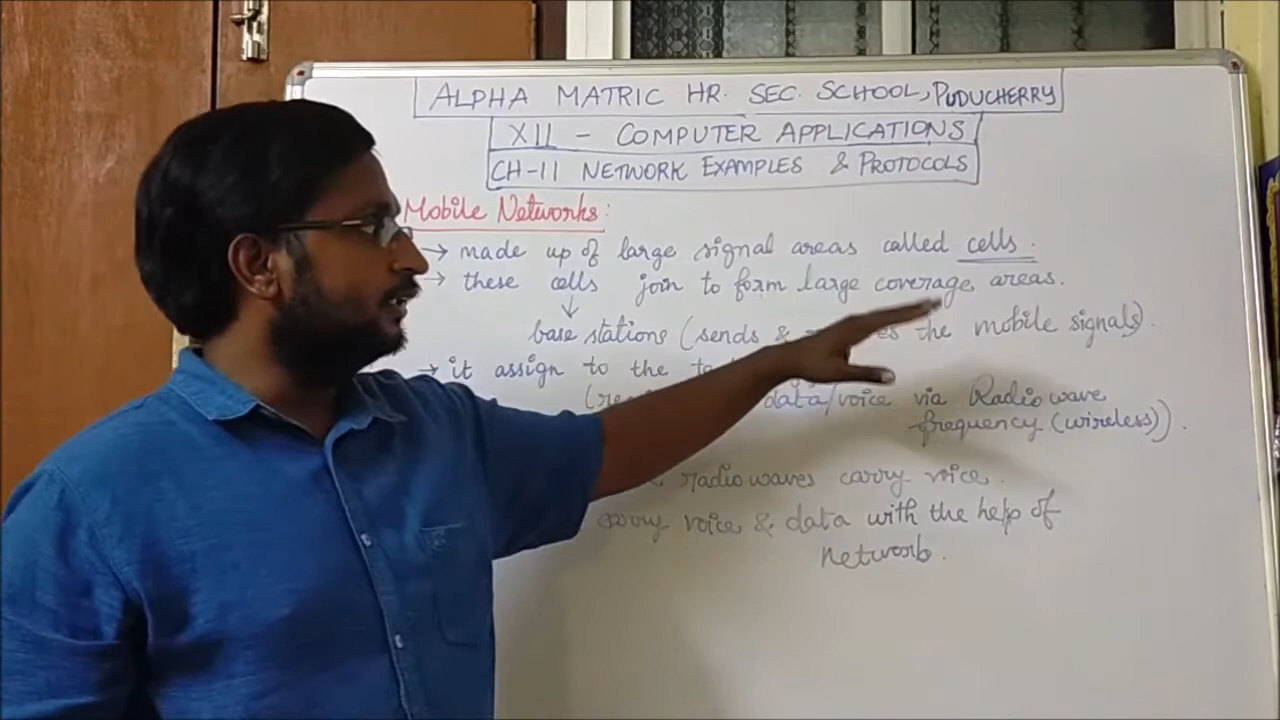 ALPHA MATRIC HR. SEC. SCHOOL, PUDUCHERRY
XII - COMPUTER APPLICATIONS
CH-11 NETWORK EXAMPLES & PROTOCOLS
Mobile Networks:
→ made up of large signal areas called cells.
→ these cells join to form large coverage areas.
↓
base stations (sends & the mobile signals).
→ it assign to the
data/voice via Radio wave
frequency (wireless)).
radio waves carry voice.
carry voice & data with the help of
network.